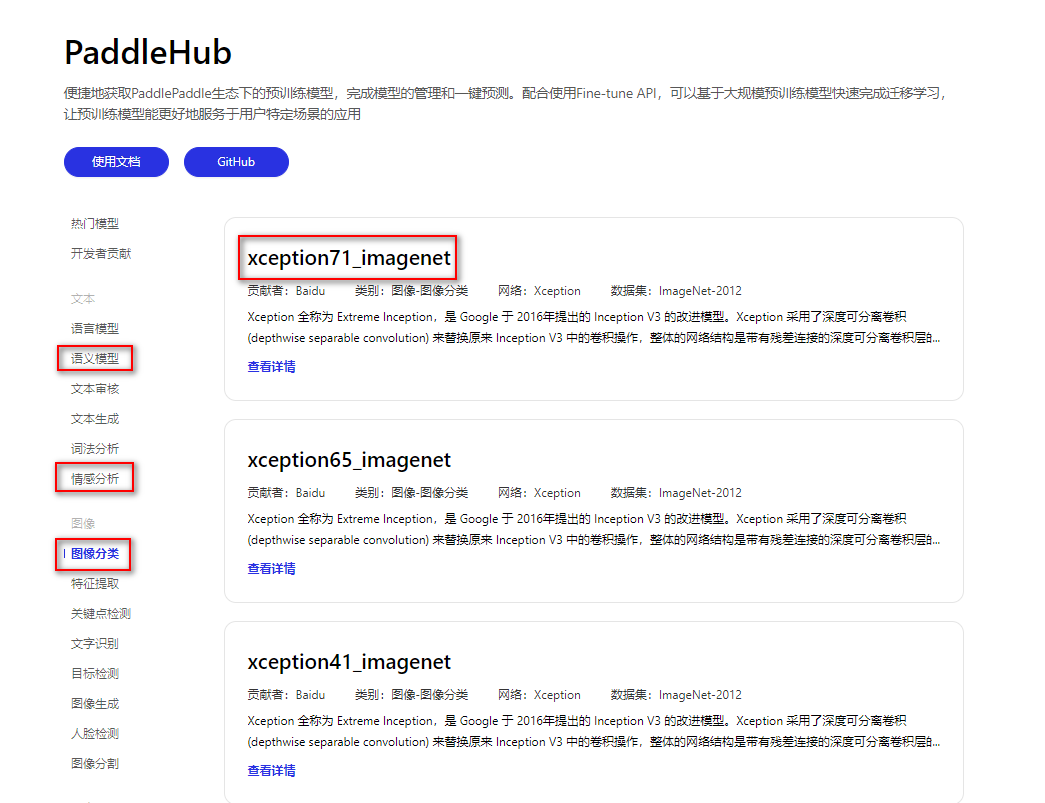 PaddleHub
便捷地获取PaddlePaddle生态下的预训练模型，完成模型的管理和一键预测。配合使用Fine-tune API，可以基于大规模预训练模型快速完成迁移学习，
让预训练模型能更好地服务于用户特定场景的应用
使用文档
GitHub
热门模型
开发者贡献
文本
语言模型
语义模型
文本审核
文本生成
词法分析
情感分析
图像
图像分类
特征提取
关键点检测
文字识别
目标检测
图像生成
人脸检测
图像分割
xception71_imagenet
贡献者：Baidu 类别：图像-图像分类 网络：Xception 数据集：ImageNet-2012
Xception 全称为 Extreme Inception，是 Google 于 2016年提出的 Inception V3 的改进模型。Xception 采用了深度可分离卷积
(depthwise separable convolution) 来替换原来 Inception V3 中的卷积操作，整体的网络结构是带有残差连接的深度可分离卷积层的...
查看详情
xception65_imagenet
贡献者：Baidu 类别：图像-图像分类 网络：Xception 数据集：ImageNet-2012
Xception 全称为 Extreme Inception，是 Google 于 2016年提出的 Inception V3 的改进模型。Xception 采用了深度可分离卷积
(depthwise separable convolution) 来替换原来 Inception V3 中的卷积操作，整体的网络结构是带有残差连接的深度可分离卷积层的...
查看详情
xception41_imagenet
贡献者：Baidu 类别：图像-图像分类 网络：Xception 数据集：ImageNet-2012
Xception 全称为 Extreme Inception，是 Google 于 2016年提出的 Inception V3 的改进模型。Xception 采用了深度可分离卷积
(depthwise separable convolution) 来替换原来 Inception V3 中的卷积操作，整体的网络结构是带有残差连接的深度可分离卷积层的...
查看详情